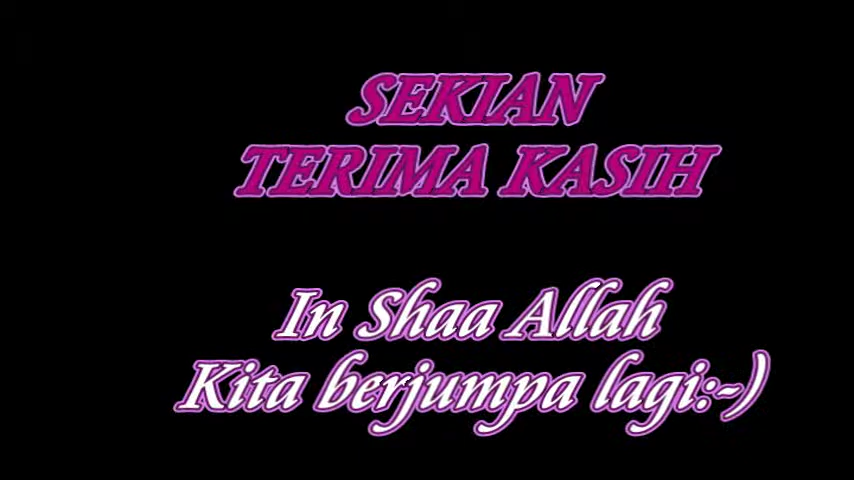 SEKIAN
TERIMA KASIH
In Shaa Allah
Kita berjumpa lagi:-)